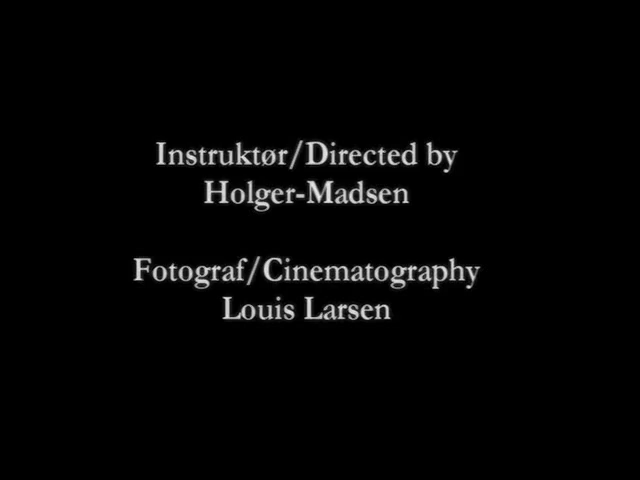 Instruktør/Directed by
Holger-Madsen
Fotograf/Cinematography
Louis Larsen